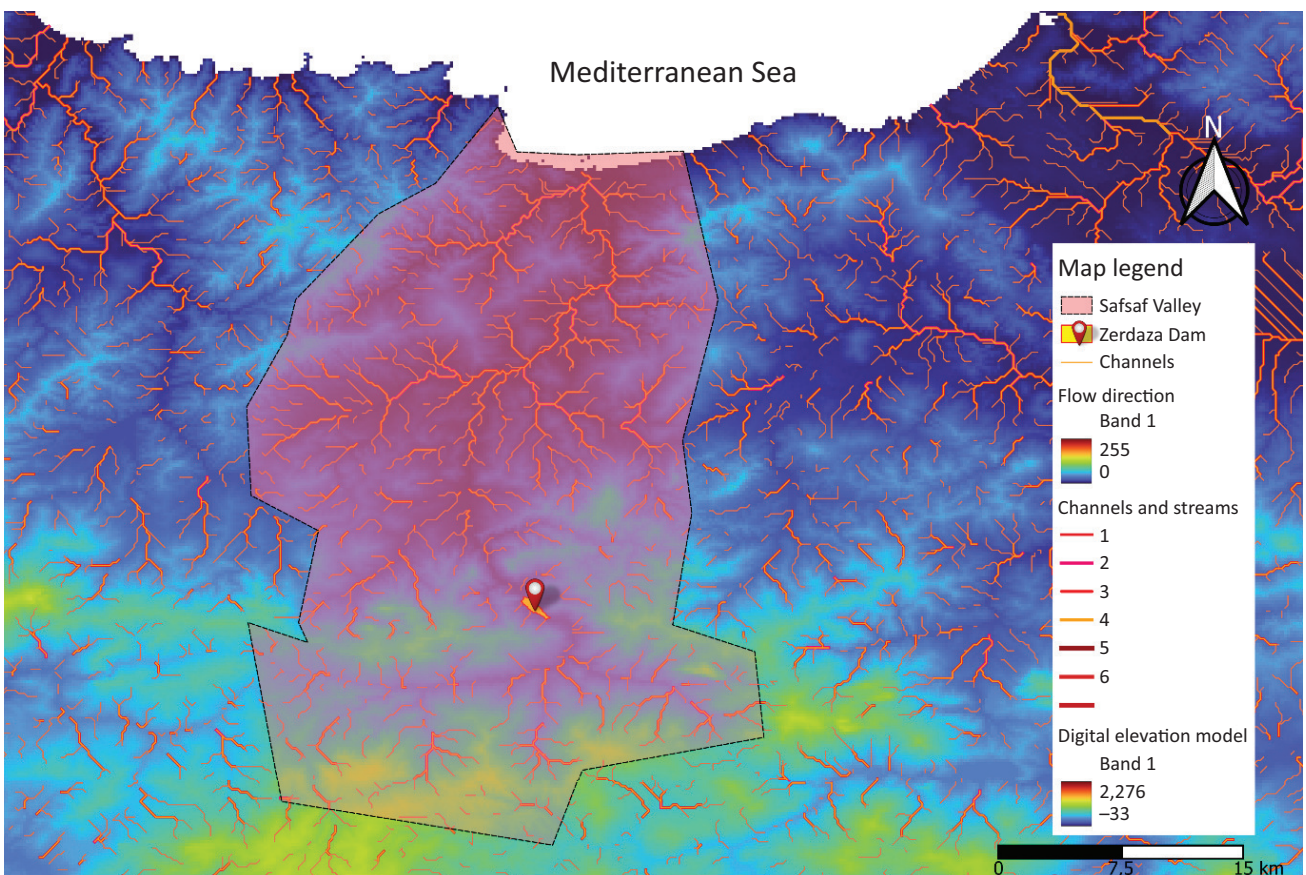 Mediterranean Sea
N
Map legend
Safsaf Valley
Zerdaza Dam
Channels
Flow direction
Band 1
255
0
Channels and streams
1
2
3
4
5
6
Digital elevation model
Band 1
2,276
–33
0 7.5 15 km